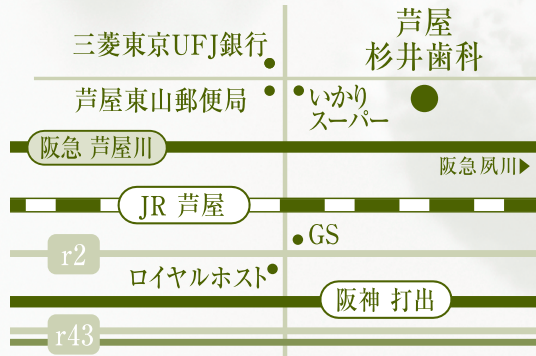 芦屋
杉井歯科
三菱東京UFJ銀行
芦屋東山郵便局
いかり
スーパー
阪急 芦屋川
阪急 夙川▶
JR 芦屋
GS
r2
ロイヤルホスト
阪神 打出
r43